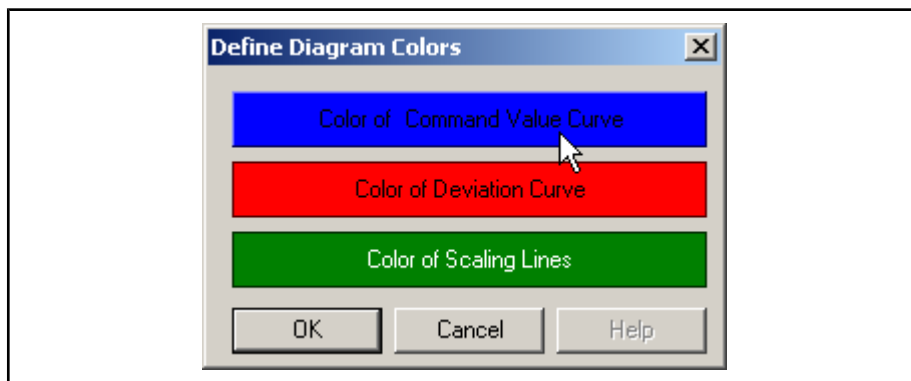 Define Diagram Colors
Color of  Command Value Curve
Color of Deviation Curve
Color of Scaling Lines
OK Cancel Help